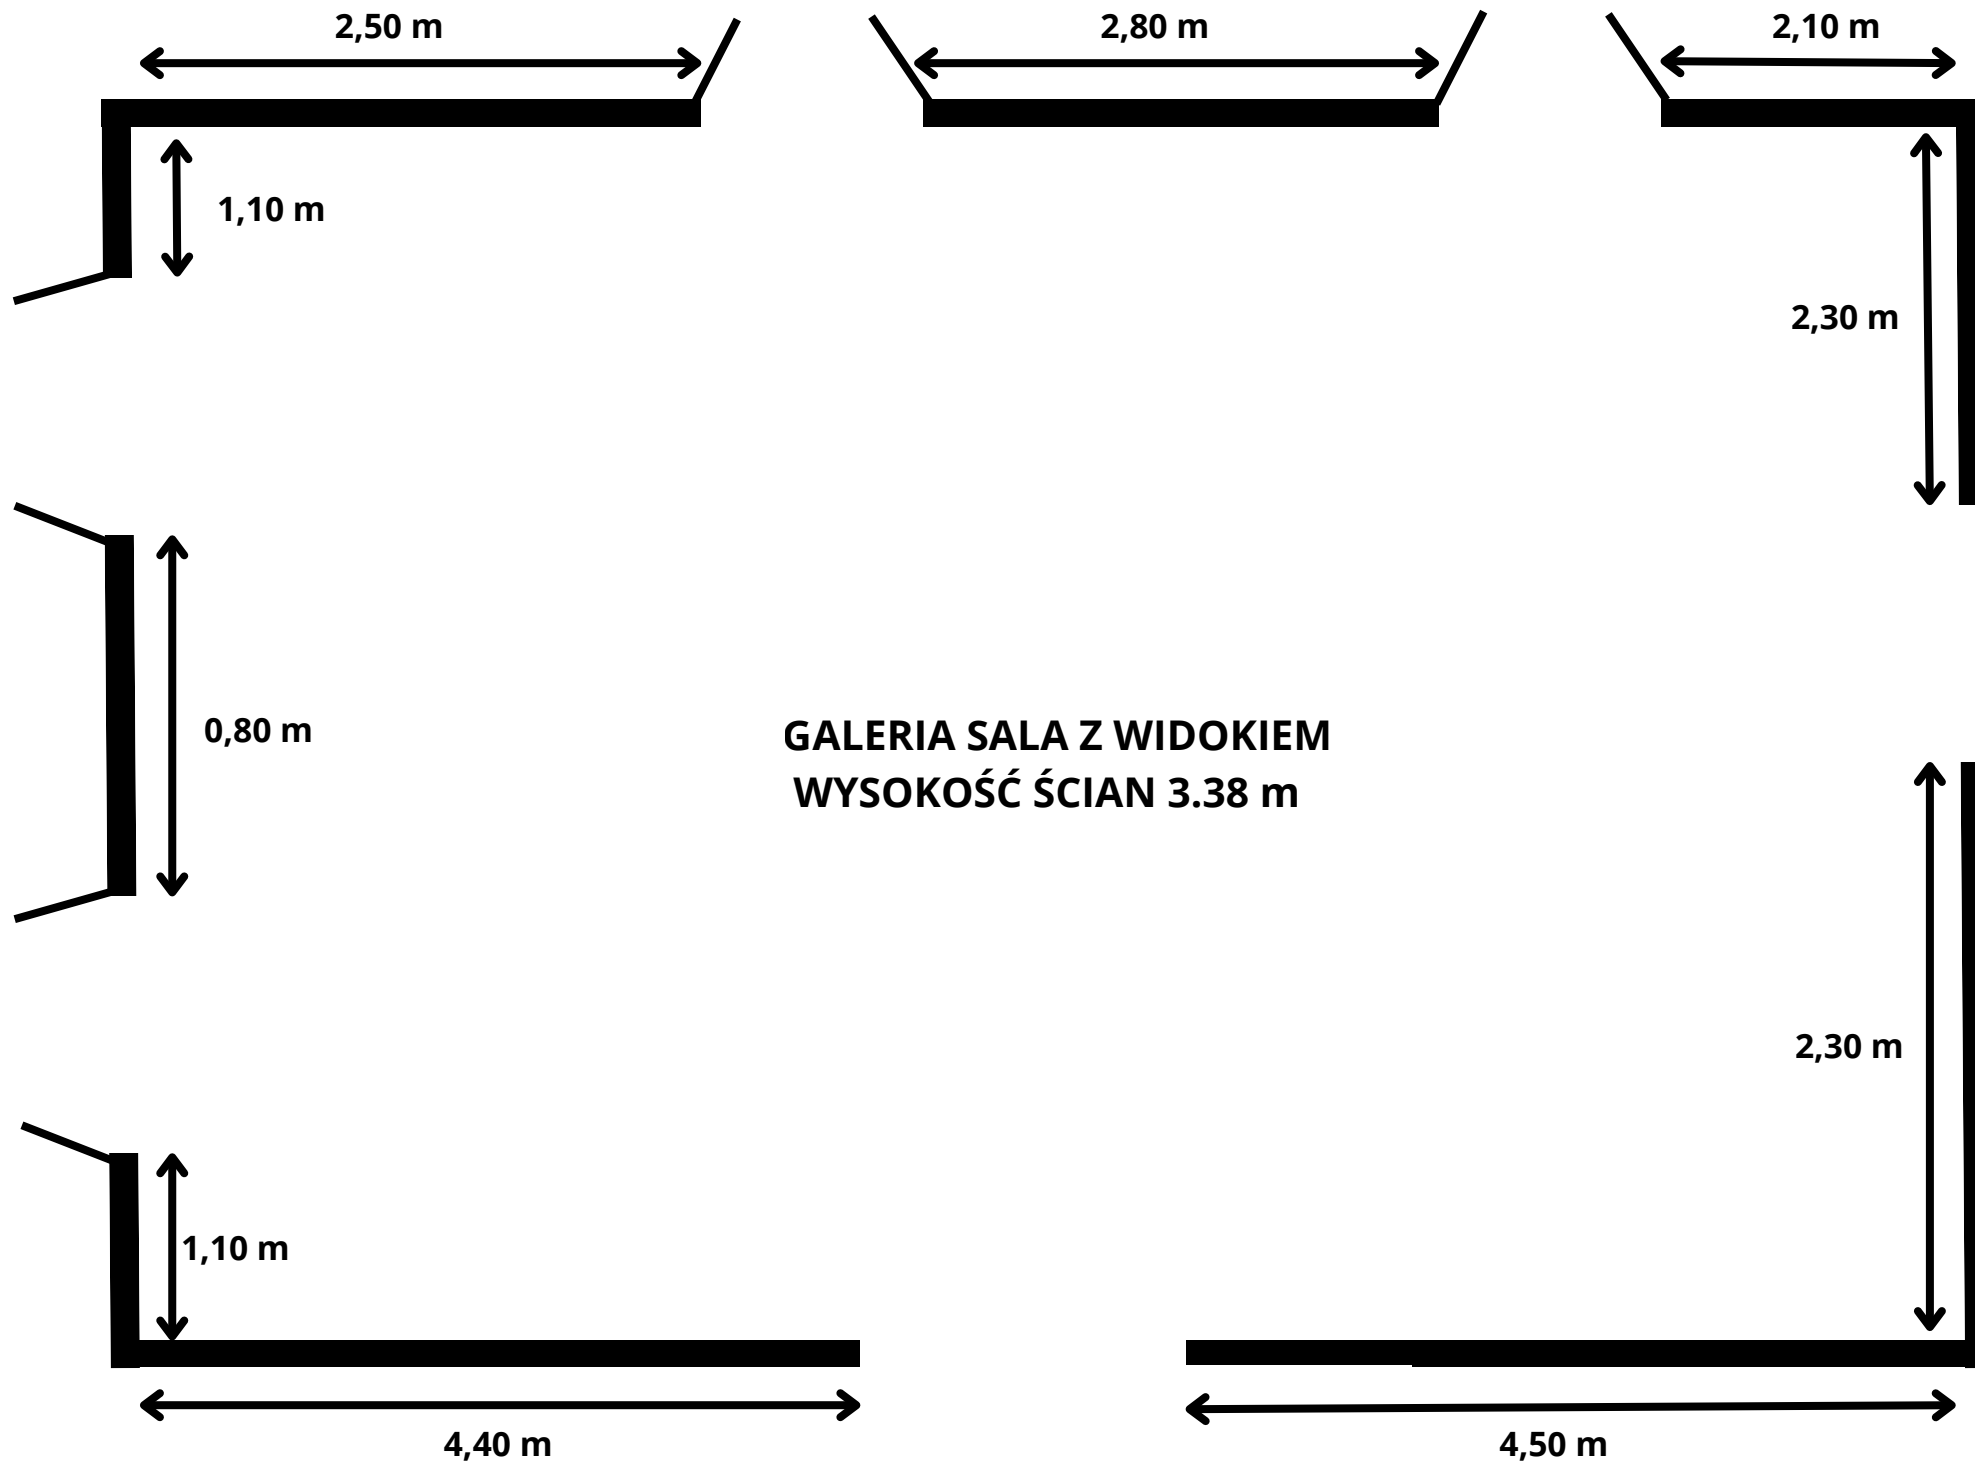 2,50 m
2,80 m
2,10 m
1,10 m
2,30 m
0,80 m
GALERIA SALA Z WIDOKIEM
WYSOKOŚĆ ŚCIAN 3.38 m
2,30 m
1,10 m
4,40 m
4,50 m